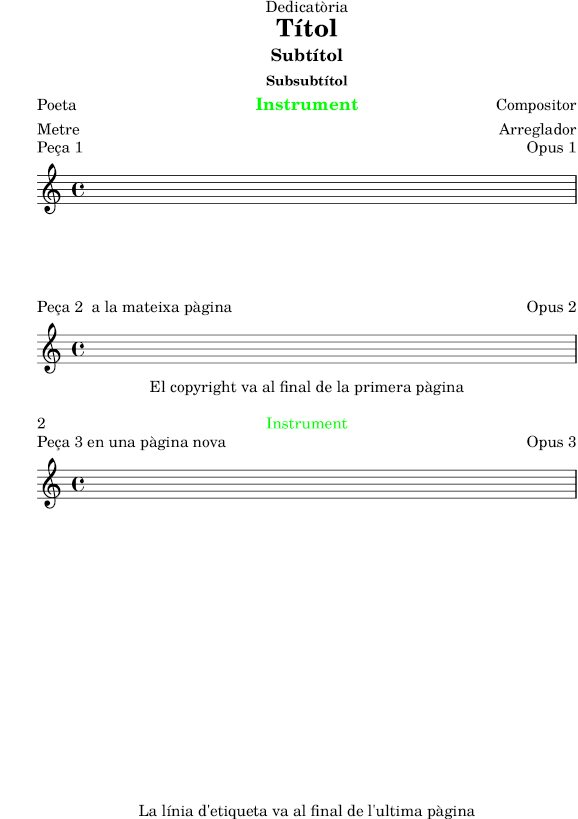 Dedicatòria
Títol
Subtítol
Subsubtítol
Poeta Instrument Compositor
Metre Arreglador
Peça 1 Opus 1
Peça 2 a la mateixa pàgina Opus 2
El copyright va al final de la primera pàgina
2 Instrument
Peça 3 en una pàgina nova Opus 3
La línia d'etiqueta va al final de l'ultima pàgina